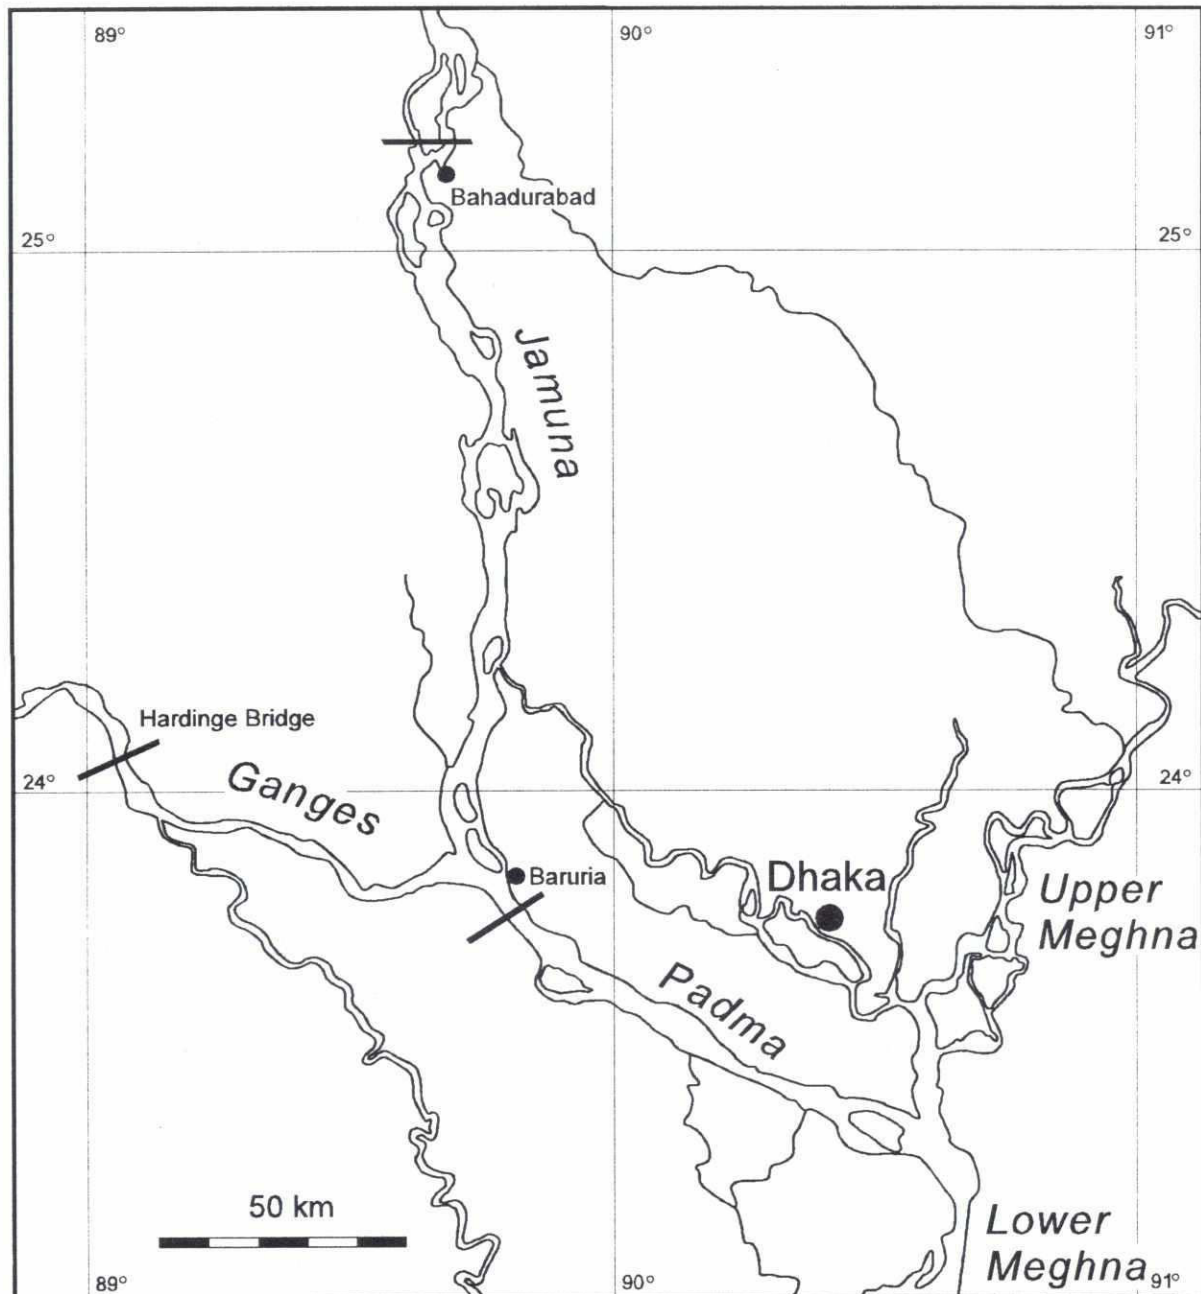 89°
90°
91°
Bahadurabad
25°
25°
Jamuna
Hardinge Bridge
24°
24°
Ganges
Baruria
Dhaka
Upper
Meghna
Padma
50 km
Lower
Meghna
89°
90°
91°